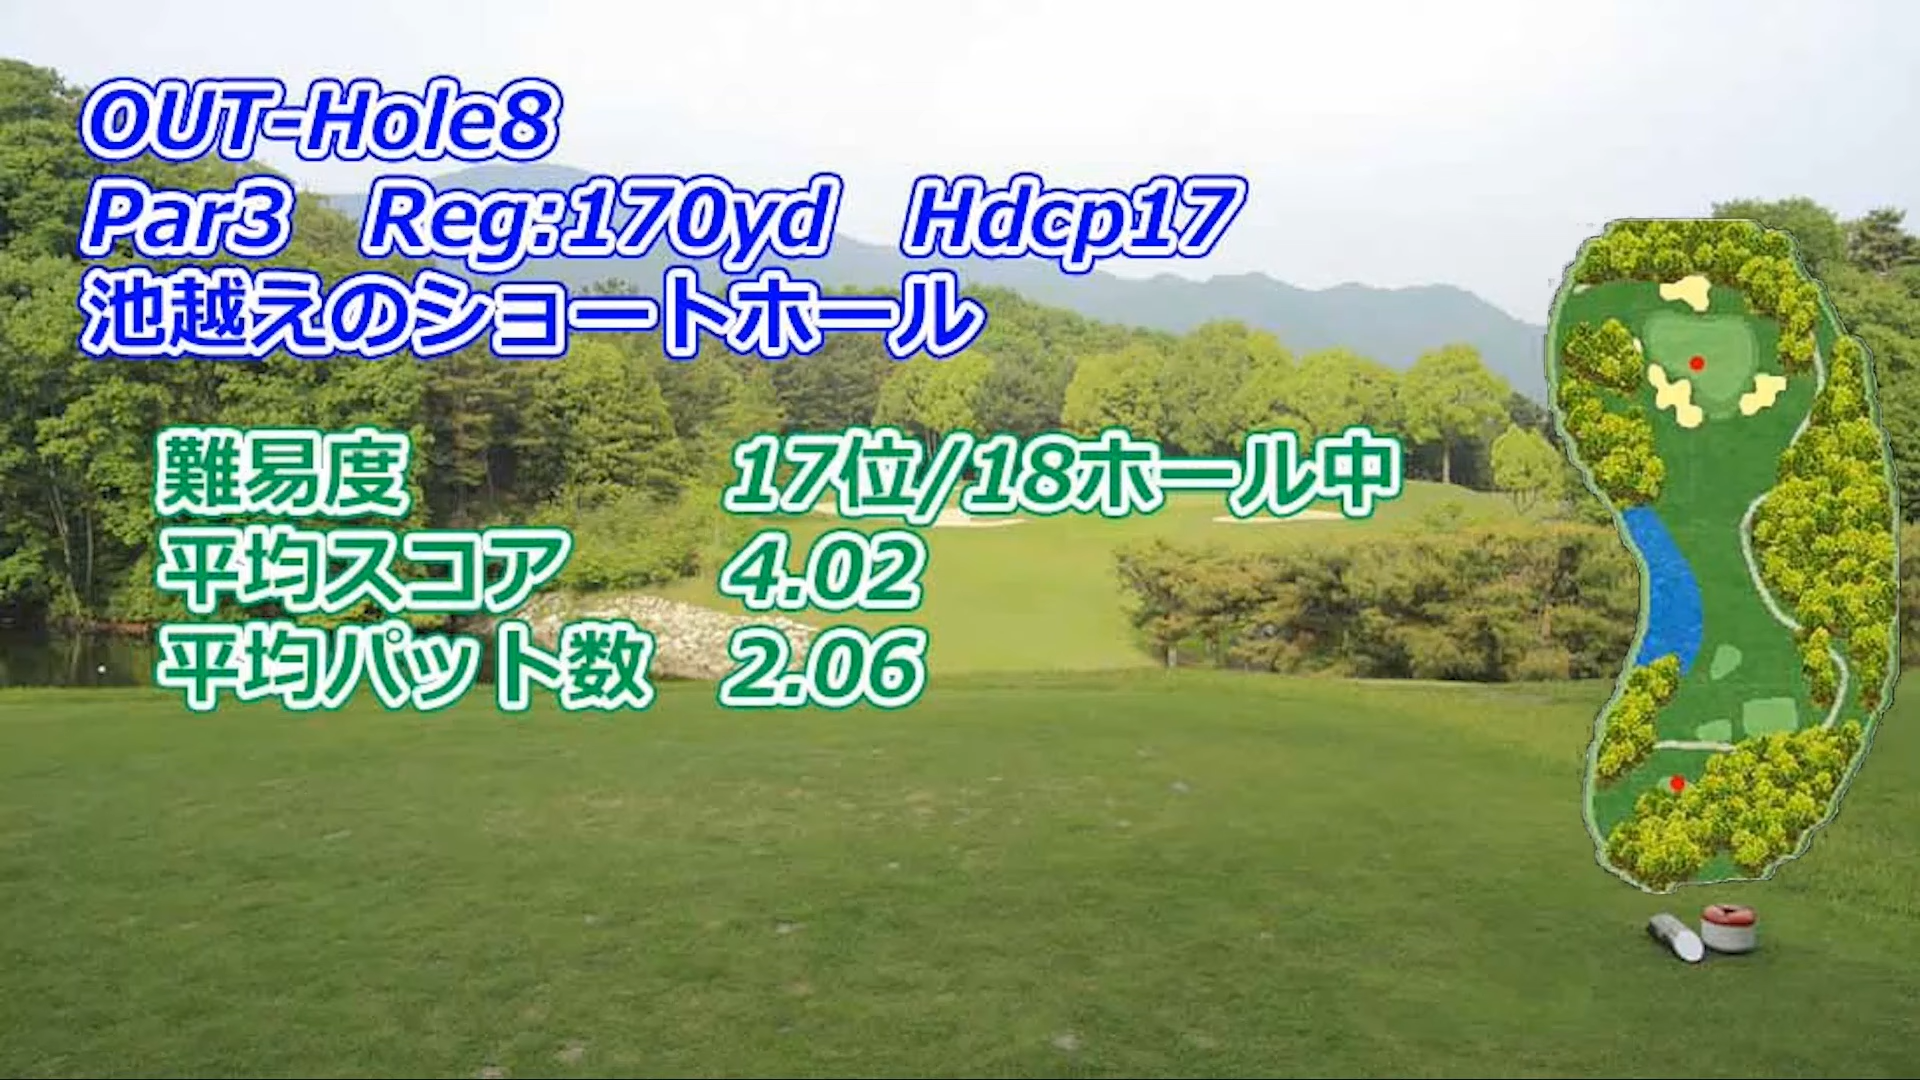 OUT-Hole8
Par3 Reg:170yd Hdcp17
池越えのショートホール
難易度 17位/18ホール中
平均スコア 4.02
平均パット数 2.06